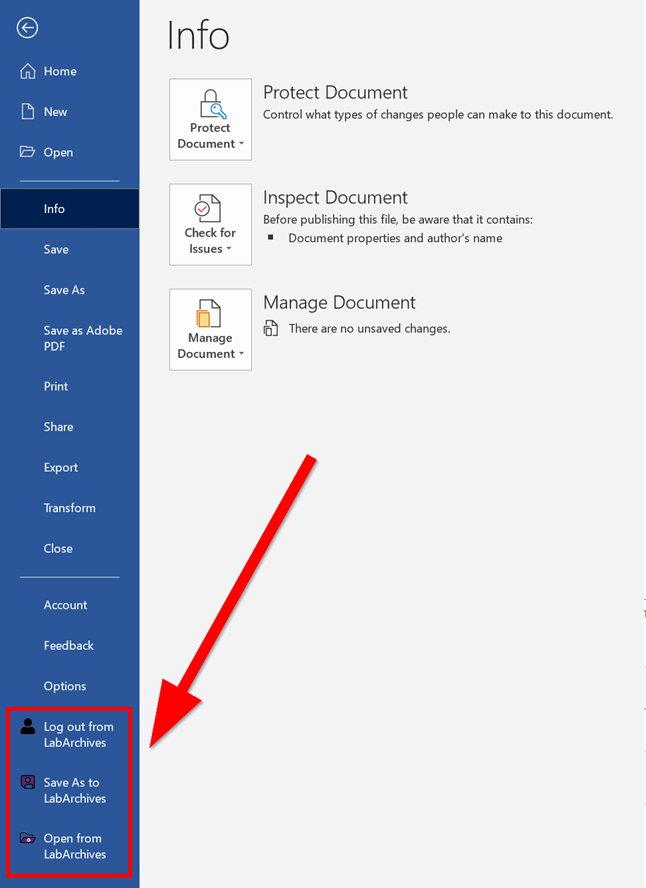 Info
Home
New
Open
Info
Save
Save As
Save as Adobe
PDF
Print
Share
Export
Transform
Close
Account
Feedback
Options
Log out from
LabArchives
Save As to
LabArchives
Open from
LabArchives
Protect
Document
Protect Document
Control what types of changes people can make to this document.
Check for
Issues
Inspect Document
Before publishing this file, be aware that it contains:
■ Document properties and author's name
Manage
Document
Manage Document
There are no unsaved changes.